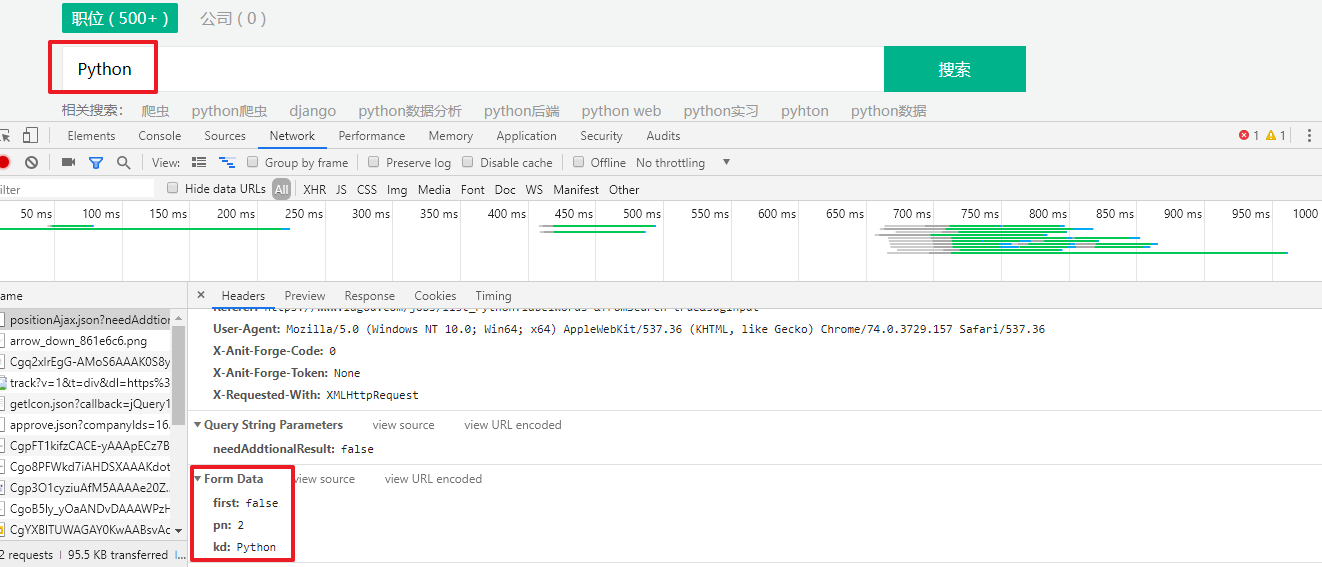 职位 ( 500+ ) 公司 ( 0 )
Python 搜索
相关搜索： 爬虫 python爬虫 django python数据分析 python后端 python web python实习 pyhton python数据
Elements Console Sources Network Performance Memory Application Security Audits 1 1
View: Group by frame Preserve log Disable cache Offline No throttling
ilter Hide data URLs All XHR JS CSS Img Media Font Doc WS Manifest Other
50 ms 100 ms 150 ms 200 ms 250 ms 300 ms 350 ms 400 ms 450 ms 500 ms 550 ms 600 ms 650 ms 700 ms 750 ms 800 ms 850 ms 900 ms 950 ms 1000
ame × Headers Preview Response Cookies Timing
positionAjax.json?needAddtion
arrow_down_861e6c6.png
Cgq2xIrEgG-AMoS6AAAK0S8y
track?v=1&t=div&dl=https%3
getIcon.json?callback=jQuery1
approve.json?companyIds=16.
CgpFT1kifzCACE-yAAApECz7B
Cgo8PFWkd7iAHDSXAAAKdot
Cgp3O1cyziuAfM5AAAAe20Z...
CgoB5ly_yOaANDvDAAAWPzH
CgYXBlTUWAGAY0KwAABsvAc
2 requests | 95.5 KB transferred | ...
User-Agent: Mozilla/5.0 (Windows NT 10.0; Win64; x64) AppleWebKit/537.36 (KHTML, like Gecko) Chrome/74.0.3729.157 Safari/537.36
X-Anit-Forge-Code: 0
X-Anit-Forge-Token: None
X-Requested-With: XMLHttpRequest
Query String Parameters view source view URL encoded
needAddtionalResult: false
Form Data view source view URL encoded
first: false
pn: 2
kd: Python